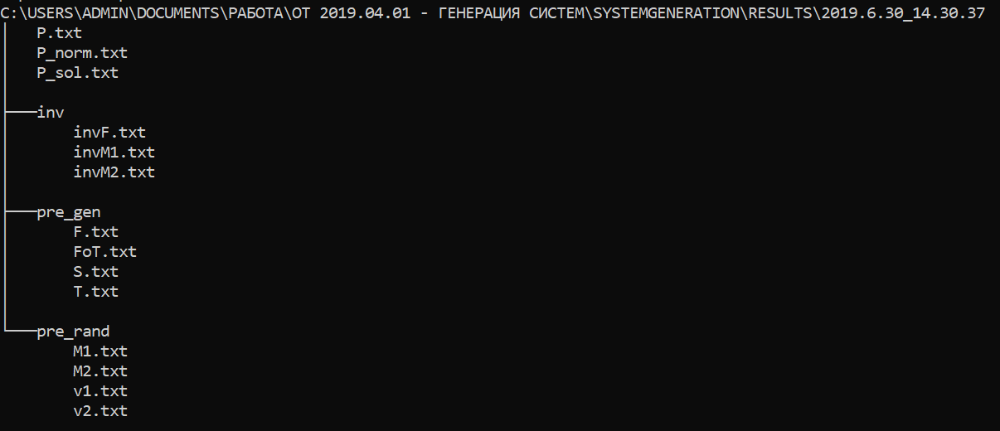 C:\USERS\ADMIN\DOCUMENTS\РАБОТА\ОТ 2019.04.01 - ГЕНЕРАЦИЯ СИСТЕМ\SYSTEMGENERATION\RESULTS\2019.6.30_14.30.37
P.txt
P_norm.txt
P_sol.txt
inv
invF.txt
invM1.txt
invM2.txt
pre_gen
F.txt
FoT.txt
S.txt
T.txt
pre_rand
M1.txt
M2.txt
v1.txt
v2.txt